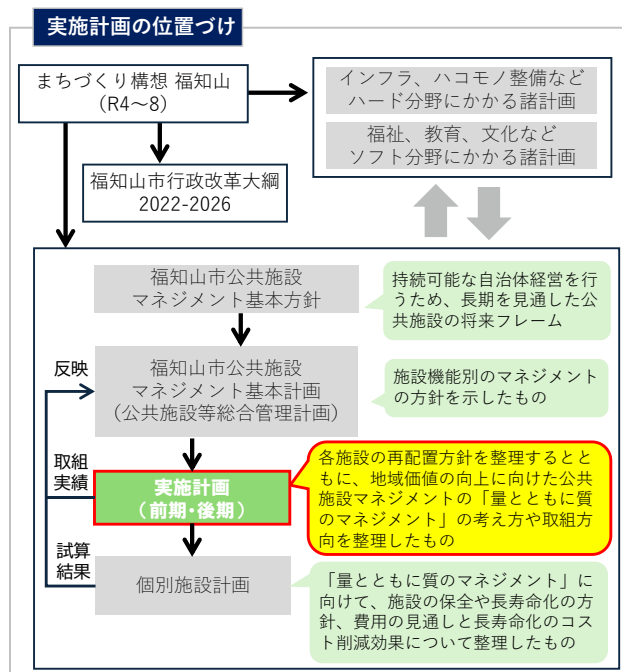 実施計画の位置づけ
まちづくり構想 福知山
(R4～8)
インフラ、ハコモノ整備など
ハード分野にかかる諸計画
福祉、教育、文化など
ソフト分野にかかる諸計画
福知山市行政改革大綱
2022-2026
福知山市公共施設
マネジメント基本方針
持続可能な自治体経営を行
うため、長期を見通した公
共施設の将来フレーム
反映
福知山市公共施設
マネジメント基本計画
(公共施設等総合管理計画)
施設機能別のマネジメント
の方針を示したもの
取組
実績
実施計画
（前期・後期）
各施設の再配置方針を整理するとと
もに、地域価値の向上に向けた公共
施設マネジメントの「量とともに質
のマネジメント」の考え方や取組方
向を整理したもの
試算
結果
個別施設計画
「量とともに質のマネジメント」に
向けて、施設の保全や長寿命化の方
針、費用の見通しと長寿命化のコス
ト削減効果について整理したもの